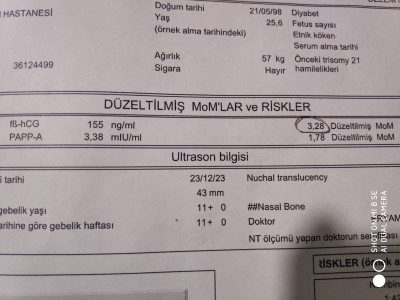 HASTANESİ
Doğum tarihi 21/05/98 Diyabet
Yaş 25,6 Fetus sayısı
(örnek alma tarihindeki) Etnik köken
Serum alma tarihi
Ağırlık 57 kg Önceki trisomy 21
36124499 Sigara Hayır hamilelikleri
DÜZELTİLMİŞ MoM'LAR ve RİSKLER
fß-hCG 155 ng/ml 3,28 Düzeltilmiş MoM
PAPP-A 3,38 mIU/ml 1,78 Düzeltilmiş MoM
Ultrason bilgisi
tarihi 23/12/23 Nuchal translucency
43 mm
gebelik yaşı 11+ 0 ##Nasal Bone
tarihine göre gebelik haftası 11+ 0 Doktor
NT ölçümü yapan doktorun
RİSKLER
SHOT ON MI 8 SE
AI DUAL CAMERA